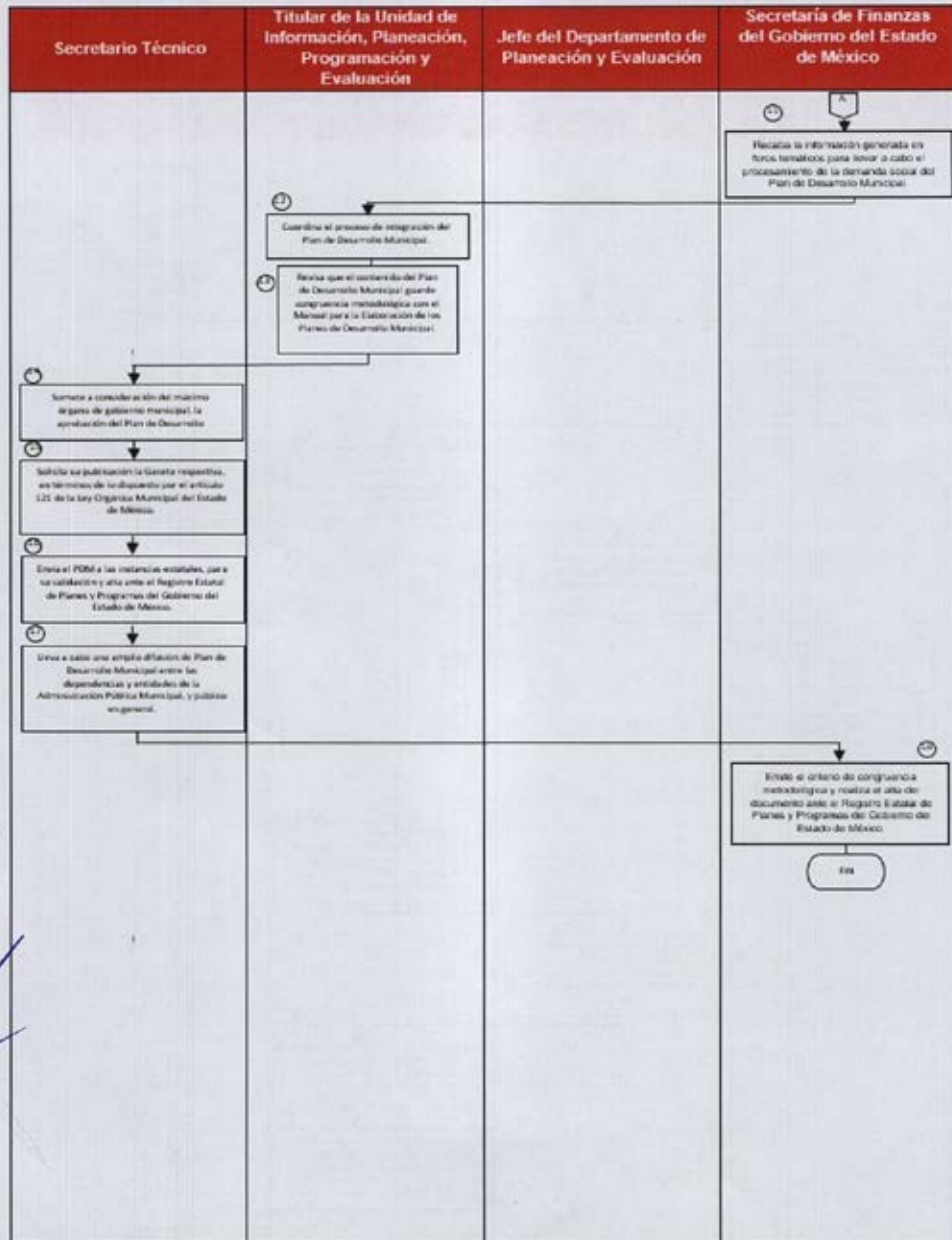 Secretario Técnico
Titular de la Unidad de
Información, Planeación,
Programación y
Evaluación
Jefe del Departamento de
Planeación y Evaluación
Secretaría de Finanzas
del Gobierno del Estado
de México
A
Recaba la información generada en
foros temáticos para llevar a cabo el
procesamiento de la demanda social del
Plan de Desarrollo Municipal.
Coordina el proceso de integración del
Plan de Desarrollo Municipal.
Revisa que el contenido del Plan
de Desarrollo Municipal guarde
congruencia metodológica con el
Manual para la Elaboración de los
Planes de Desarrollo Municipal.
Somete a consideración del máximo
órgano de gobierno municipal, la
aprobación del Plan de Desarrollo
Solicita su publicación la Gaceta respectiva,
en términos de lo dispuesto por el artículo
121 de la Ley Orgánica Municipal del Estado
de México.
Envía el PDM a las instancias estatales, para
su validación y alta ante el Registro Estatal
de Planes y Programas del Gobierno del
Estado de México.
Lleva a cabo una amplia difusión de Plan de
Desarrollo Municipal entre las
dependencias y entidades de la
Administración Pública Municipal, y público
en general.
Emite el criterio de congruencia
metodológica y realiza el alta del
documento ante el Registro Estatal de
Planes y Programas del Gobierno del
Estado de México.
Fin